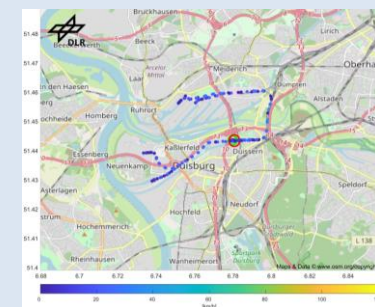 Bruckhausen
51.48
DLR
Beeck
Lirich
51.47
Meiderich
Oberha
Dümpten
Ruhrort
Alstaden
Homberg
51.45
Kaßlerfeld
Essenberg
Duissern
51.44
Neuenkamp
Duisburg
Asterlagen
Speldorf
51.43
Hochfeld
Neudorf
51.42
Hochemmerich
51.41
L 138
Rheinhausen
Wanheimerort
51.4
6.68 6.7 6.72 6.74 6.76 6.78 6.8 6.82 6.84
0 20 40 60 80 100
km/h